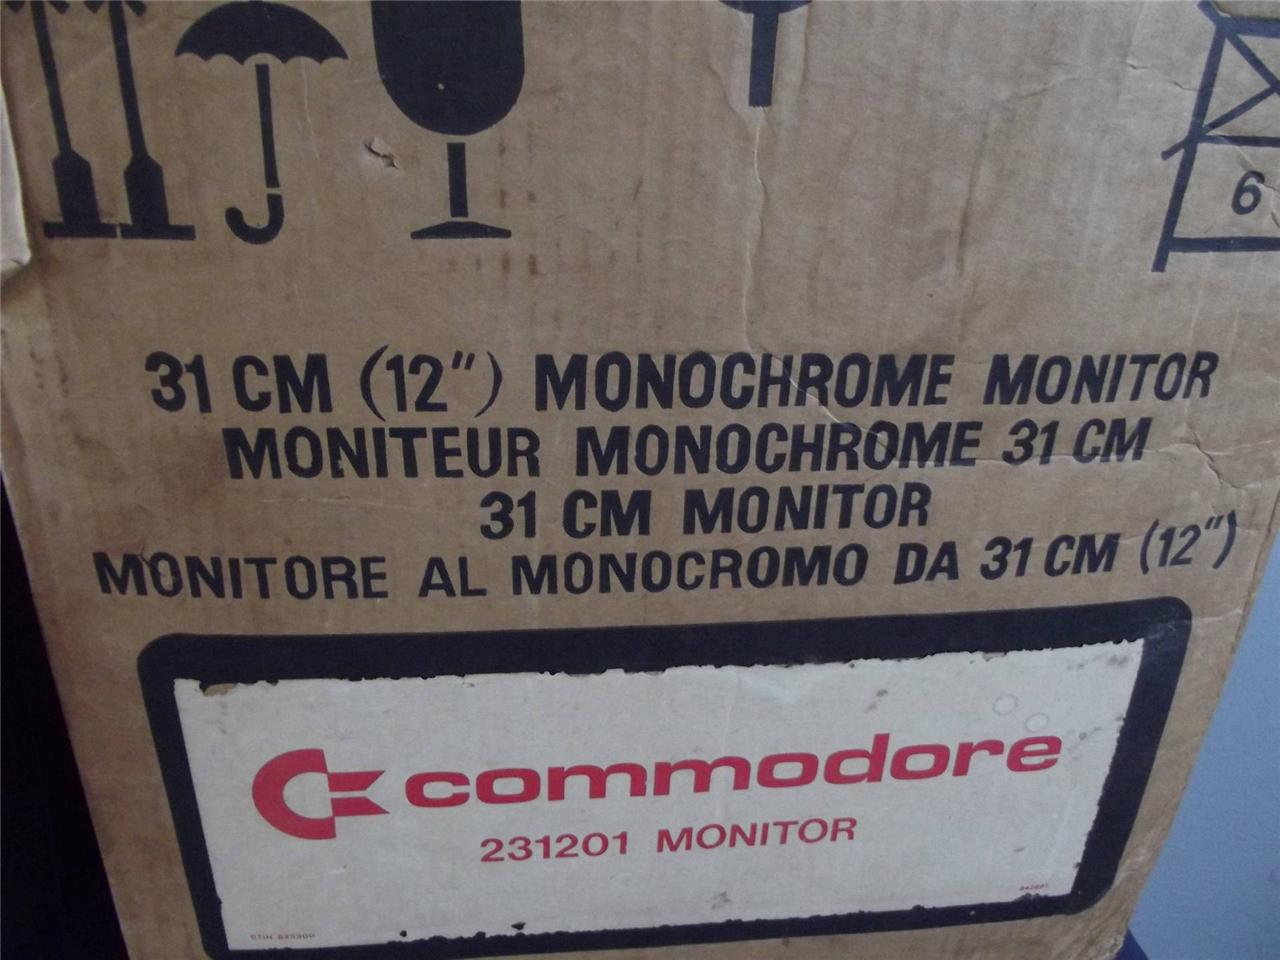 6
31 CM (12") MONOCHROME MONITOR
MONITEUR MONOCHROME 31 CM
31 CM MONITOR
MONITORE AL MONOCROMO DA 31 CM (12")
commodore
231201 MONITOR